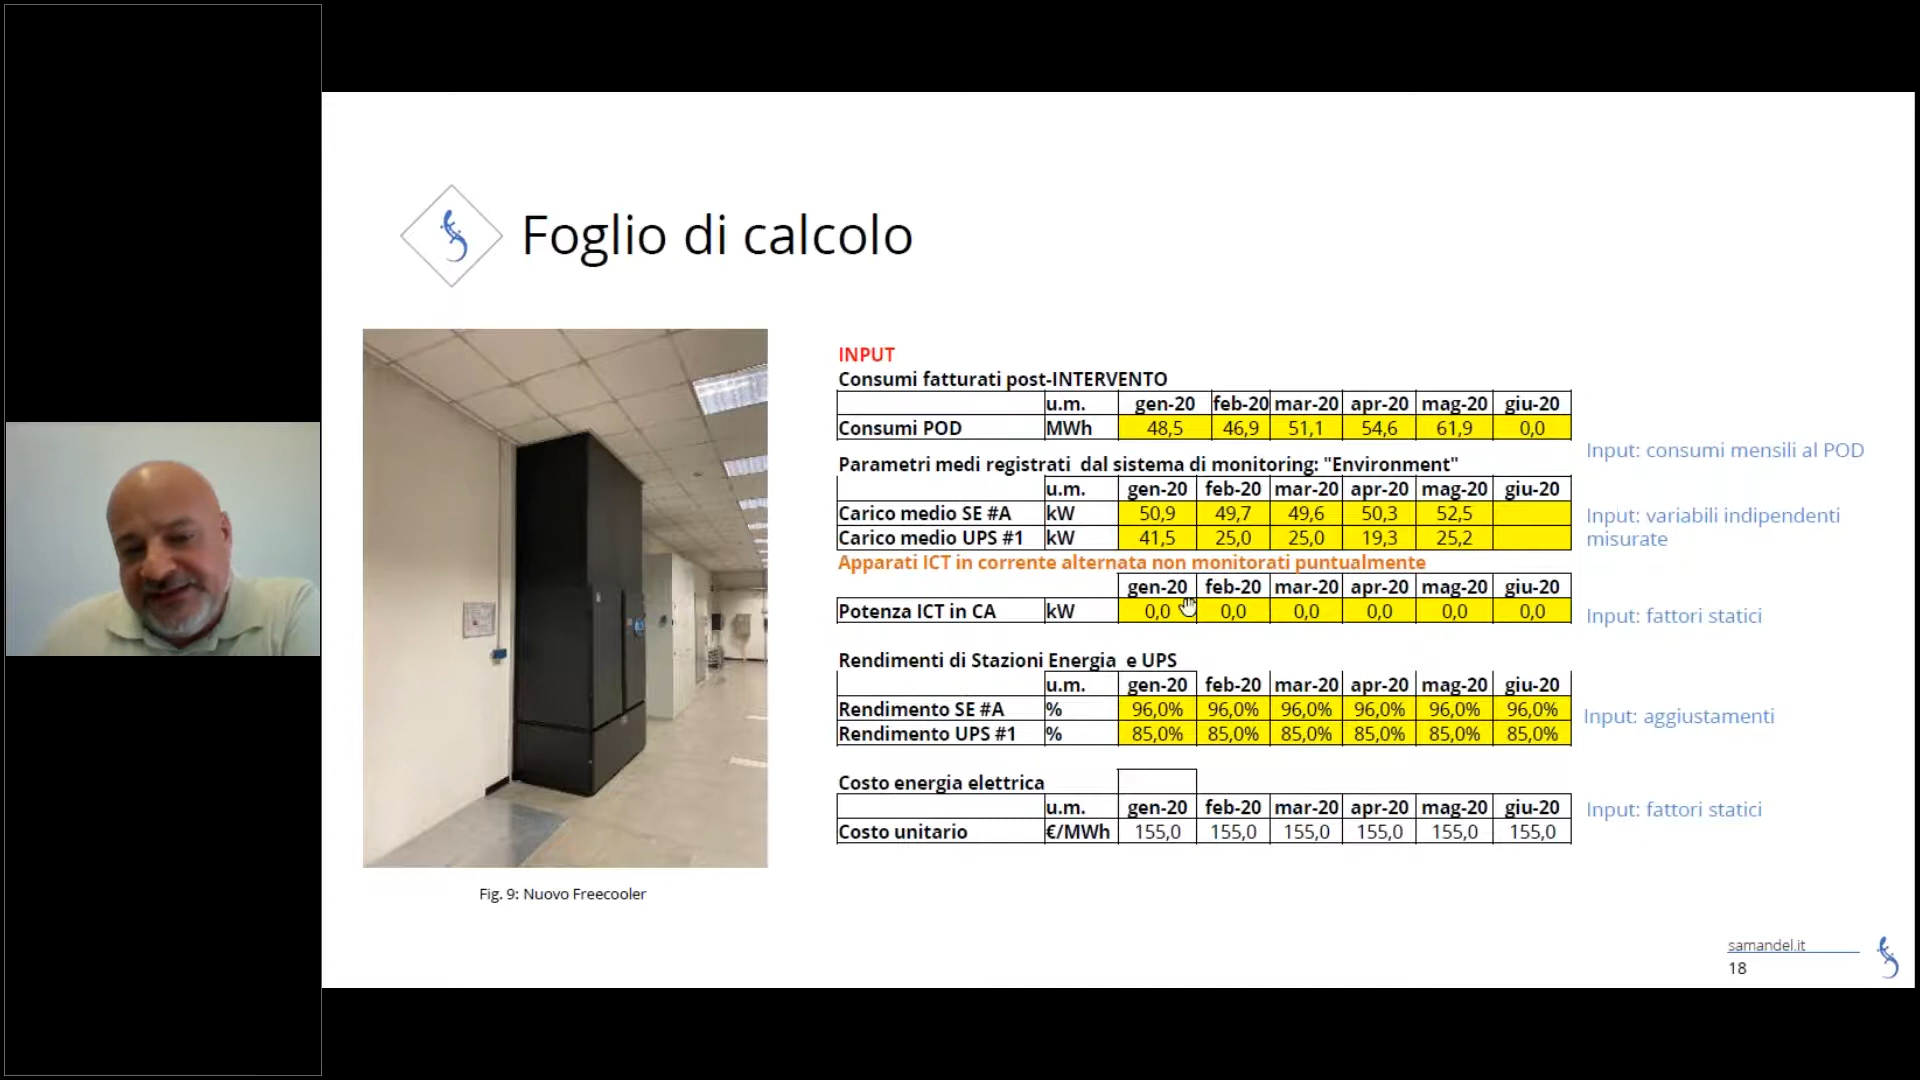 Foglio di calcolo
INPUT
Consumi fatturati post-INTERVENTO
u.m. gen-20 feb-20 mar-20 apr-20 mag-20 giu-20
Consumi POD MWh 48,5 46,9 51,1 54,6 61,9 0,0
Input: consumi mensili al POD
Parametri medi registrati dal sistema di monitoring: "Environment"
u.m. gen-20 feb-20 mar-20 apr-20 mag-20 giu-20
Carico medio SE #A kW 50,9 49,7 49,6 50,3 52,5
Carico medio UPS #1 kW 41,5 25,0 25,0 19,3 25,2
Input: variabili indipendenti
misurate
Apparati ICT in corrente alternata non monitorati puntualmente
gen-20 feb-20 mar-20 apr-20 mag-20 giu-20
Potenza ICT in CA kW 0,0 0,0 0,0 0,0 0,0 0,0
Input: fattori statici
Rendimenti di Stazioni Energia e UPS
u.m. gen-20 feb-20 mar-20 apr-20 mag-20 giu-20
Rendimento SE #A % 96,0% 96,0% 96,0% 96,0% 96,0% 96,0%
Rendimento UPS #1 % 85,0% 85,0% 85,0% 85,0% 85,0% 85,0%
Input: aggiustamenti
Costo energia elettrica
u.m. gen-20 feb-20 mar-20 apr-20 mag-20 giu-20
Costo unitario €/MWh 155,0 155,0 155,0 155,0 155,0 155,0
Input: fattori statici
Fig. 9: Nuovo Freecooler
samandel.it
18